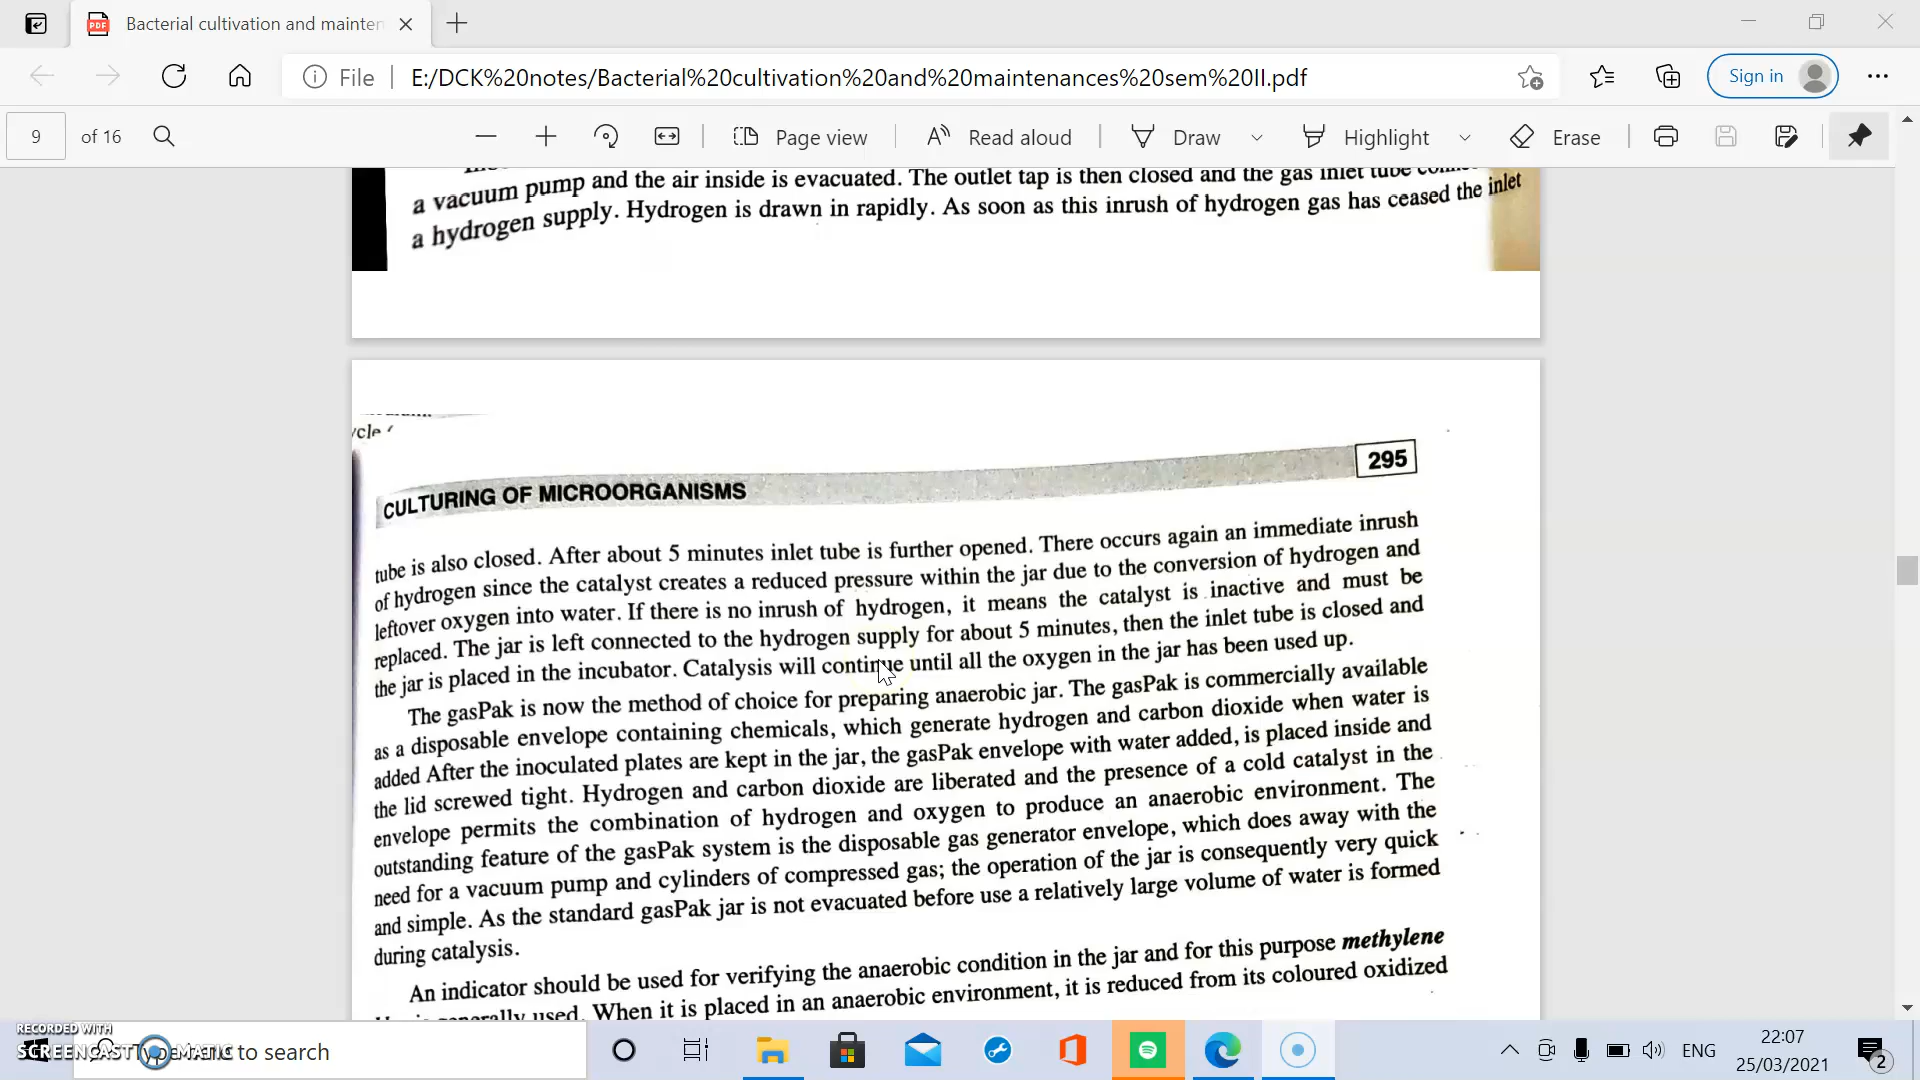 Bacterial cultivation and mainten
File
E:/DCK%20notes/Bacterial%20cultivation%20and%20maintenances%20sem%20II.pdf
Sign in
9 of 16
Page view
Read aloud
Draw
Highlight
Erase
a vacuum pump and the air inside is evacuated. The outlet tap is then closed and the gas inlet tube
a hydrogen supply. Hydrogen is drawn in rapidly. As soon as this inrush of hydrogen gas has ceased the inlet
CULTURING OF MICROORGANISMS
295
tube is also closed. After about 5 minutes inlet tube is further opened. There occurs again an immediate inrush
of hydrogen since the catalyst creates a reduced pressure within the jar due to the conversion of hydrogen and
leftover oxygen into water. If there is no inrush of hydrogen, it means the catalyst is inactive and must be
replaced. The jar is left connected to the hydrogen supply for about 5 minutes, then the inlet tube is closed and
the jar is placed in the incubator. Catalysis will continue until all the oxygen in the jar has been used up.
The gasPak is now the method of choice for preparing anaerobic jar. The gasPak is commercially available
as a disposable envelope containing chemicals, which generate hydrogen and carbon dioxide when water is
added After the inoculated plates are kept in the jar, the gasPak envelope with water added, is placed inside and
the lid screwed tight. Hydrogen and carbon dioxide are liberated and the presence of a cold catalyst in the
envelope permits the combination of hydrogen and oxygen to produce an anaerobic environment. The
outstanding feature of the gasPak system is the disposable gas generator envelope, which does away with the
need for a vacuum pump and cylinders of compressed gas; the operation of the jar is consequently very quick
and simple. As the standard gasPak jar is not evacuated before use a relatively large volume of water is formed
during catalysis.
An indicator should be used for verifying the anaerobic condition in the jar and for this purpose methylene
generally used. When it is placed in an anaerobic environment, it is reduced from its coloured oxidized
RECORDED WITH
SCREENCAST MATIC
to search
ENG
22:07
25/03/2021
2